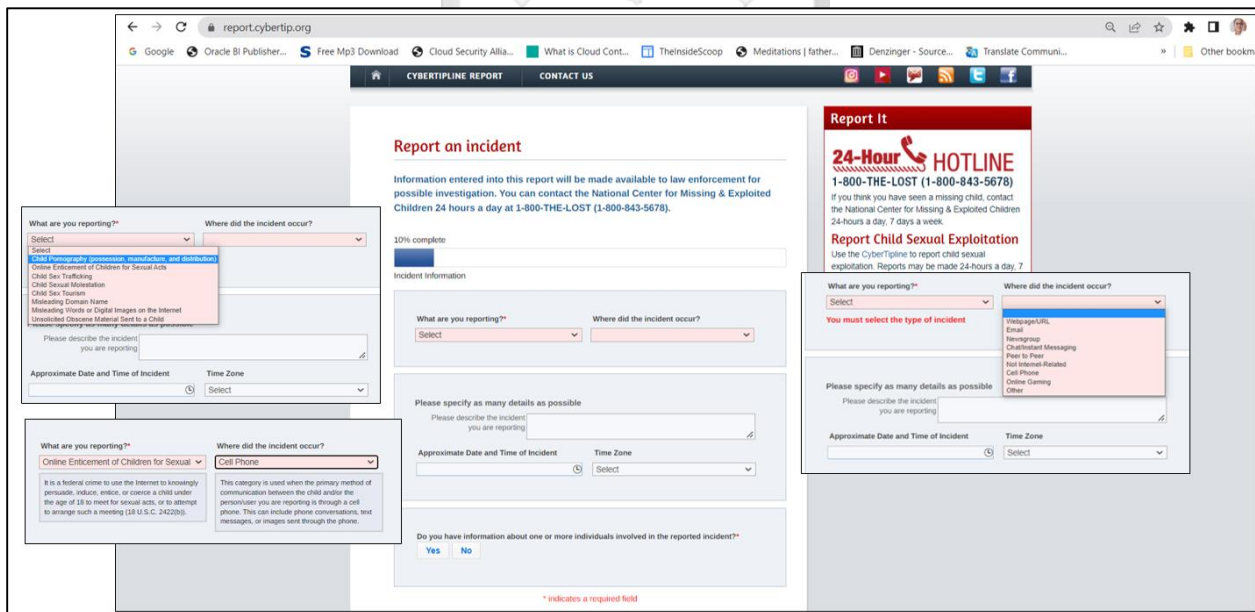 report.cybertip.org
Google
Oracle BI Publisher...
Free Mp3 Download
Cloud Security Allia...
What is Cloud Cont...
TheInsideScoop
Meditations | father...
Denzinger - Source...
Translate Communi...
»
Other bookm
CYBERTIPLINE REPORT
CONTACT US
Report an incident
Information entered into this report will be made available to law enforcement for
possible investigation. You can contact the National Center for Missing & Exploited
Children 24 hours a day at 1-800-THE-LOST (1-800-843-5678).
10% complete
Incident Information
What are you reporting?*
Where did the incident occur?
Select
Please specify as many details as possible
Please describe the incident
you are reporting
Approximate Date and Time of Incident
Time Zone
Select
Do you have information about one or more individuals involved in the reported incident?*
Yes No
* indicates a required field
Report It
24-Hour HOTLINE
1-800-THE-LOST (1-800-843-5678)
If you think you have seen a missing child, contact
the National Center for Missing & Exploited Children
24-hours a day, 7 days a week.
Report Child Sexual Exploitation
Use the CyberTipline to report child sexual
exploitation. Reports may be made 24-hours a day, 7
What are you reporting?*
Where did the incident occur?
Select
Select
Child Pornography (possession, manufacture, and distribution)
Online Enticement of Children for Sexual Acts
Child Sex Trafficking
Child Sexual Molestation
Child Sex Tourism
Misleading Domain Name
Misleading Words or Digital Images on the Internet
Unsolicited Obscene Material Sent to a Child
Please specify as many details as possible
Please describe the incident
you are reporting
Approximate Date and Time of Incident
Time Zone
Select
What are you reporting?*
Where did the incident occur?
Online Enticement of Children for Sexual
Cell Phone
It is a federal crime to use the Internet to knowingly
persuade, induce, entice, or coerce a child under
the age of 18 to meet for sexual acts, or to attempt
to arrange such a meeting (18 U.S.C. 2422(b)).
This category is used when the primary method of
communication between the child and/or the
person/user you are reporting is through a cell
phone. This can include phone conversations, text
messages, or images sent through the phone.
What are you reporting?*
Where did the incident occur?
Select
You must select the type of incident
Webpage/URL
Email
Newsgroup
Chat/Instant Messaging
Peer to Peer
Not Internet-Related
Cell Phone
Online Gaming
Other
Please specify as many details as possible
Please describe the incident
you are reporting
Approximate Date and Time of Incident
Time Zone
Select